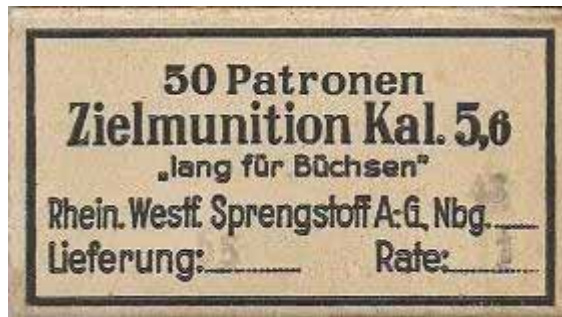 50 Patronen
Zielmunition Kal. 5,6
„lang für Büchsen"
Rhein. Westf. Sprengstoff A.-G., Nbg.
Lieferung:
Rate: